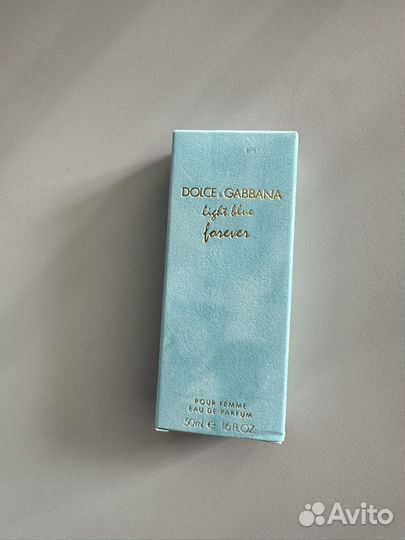 DOLCE & GABBANA
light blue
forever
POUR FEMME
EAU DE PARFUM
50ml e 1.6 FL.OZ
Avito